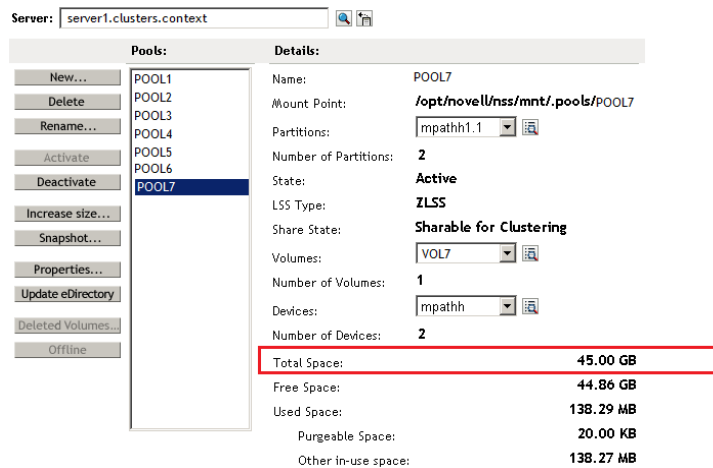 Server: server1.clusters.context
Pools: Details:
New...
Delete
Rename...
Activate
Deactivate
Increase size...
Snapshot...
Properties...
Update eDirectory
Deleted Volumes...
Offline
POOL1
POOL2
POOL3
POOL4
POOL5
POOL6
POOL7
Name: POOL7
Mount Point: /opt/novell/nss/mnt/.pools/POOL7
Partitions: mpathh1.1
Number of Partitions: 2
State: Active
LSS Type: ZLSS
Share State: Sharable for Clustering
Volumes: VOL7
Number of Volumes: 1
Devices: mpathh
Number of Devices: 2
Total Space: 45.00 GB
Free Space: 44.86 GB
Used Space: 138.29 MB
Purgeable Space: 20.00 KB
Other in-use space: 138.27 MB